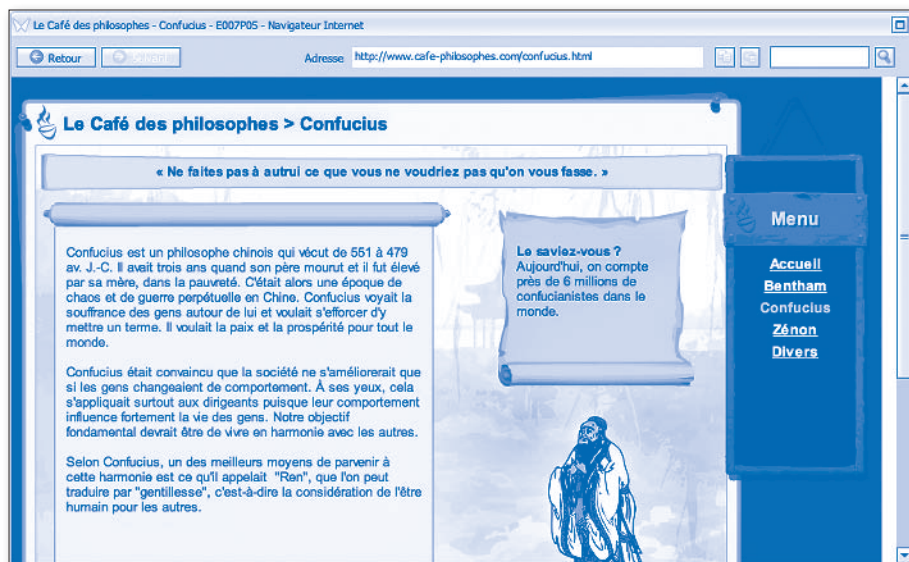 Le Café des philosophes - Confucius - E007P05 - Navigateur Internet
Retour
Adresse http://www.cafe-philosophes.com/confucius.html
Le Café des philosophes > Confucius
« Ne faites pas à autrui ce que vous ne voudriez pas qu'on vous fasse. »
Confucius est un philosophe chinois qui vécut de 551 à 479
av. J.-C. Il avait trois ans quand son père mourut et il fut élevé
par sa mère, dans la pauvreté. C'était alors une époque de
chaos et de guerre perpétuelle en Chine. Confucius voyait la
souffrance des gens autour de lui et voulait s'efforcer d'y
mettre un terme. Il voulait la paix et la prospérité pour tout le
monde.
Confucius était convaincu que la société ne s'améliorerait que
si les gens changeaient de comportement. À ses yeux, cela
s'appliquait surtout aux dirigeants puisque leur comportement
influence fortement la vie des gens. Notre objectif
fondamental devrait être de vivre en harmonie avec les autres.
Selon Confucius, un des meilleurs moyens de parvenir à
cette harmonie est ce qu'il appelait "Ren", que l'on peut
traduire par "gentillesse", c'est-à-dire la considération de l'être
humain pour les autres.
Le saviez-vous ?
Aujourd'hui, on compte
près de 6 millions de
confucianistes dans le
monde.
Menu
Accueil
Bentham
Confucius
Zénon
Divers